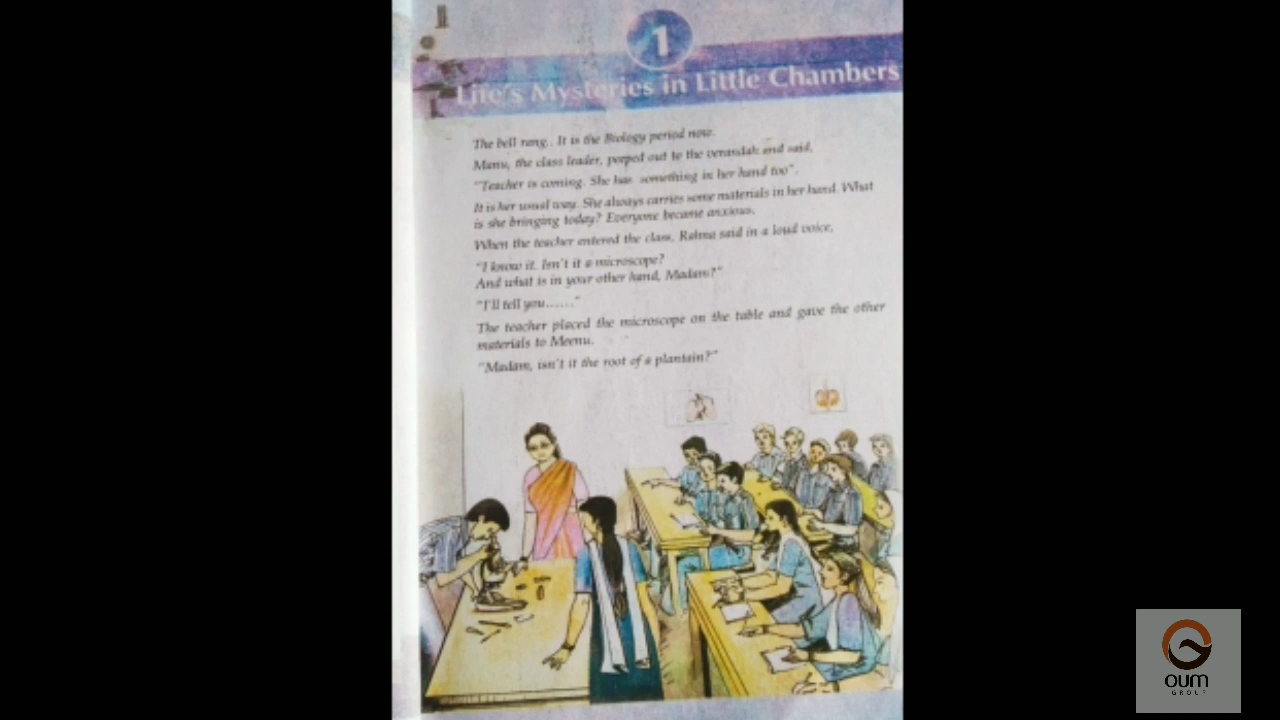 1
Life's Mysteries in Little Chambers
The bell rang.. It is the Biology period now.
Manu, the class leader, peeped out to the verandah and said,
"Teacher is coming. She has something in her hand too".
It is her usual way. She always carries some materials in her hand. What
is she bringing today? Everyone became anxious.
When the teacher entered the class, Rahna said in a loud voice,
"I know it. Isn't it a microscope?
And what is in your other hand, Madam?"
"I'll tell you......"
The teacher placed the microscope on the table and gave the other
materials to Meenu.
"Madam, isn't it the root of a plantain?"
OUM
GROUP